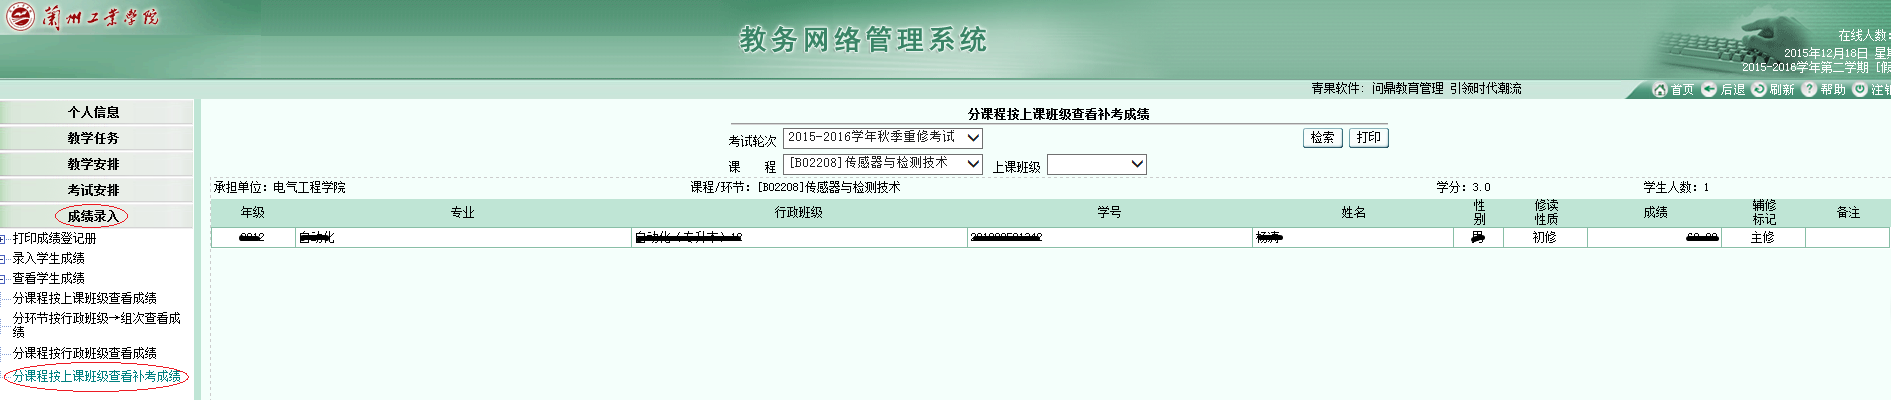 兰州工业学院
教务网络管理系统
在线人数:
2015年12月18日 星期
2015-2016学年第二学期 [假
青果软件: 问鼎教育管理 引领时代潮流
首页 后退 刷新 帮助 注销
个人信息
教学任务
教学安排
考试安排
成绩录入
打印成绩登记册
录入学生成绩
查看学生成绩
分课程按上课班级查看成绩
分环节按行政班级→组次查看成
绩
分课程按行政班级查看成绩
分课程按上课班级查看补考成绩
分课程按上课班级查看补考成绩
考试轮次 2015-2016学年秋季重修考试 检索 打印
课 程 [B02208]传感器与检测技术 上课班级
承担单位: 电气工程学院 课程/环节: [B02208]传感器与检测技术 学分: 3.0 学生人数: 1
年级 专业 行政班级 学号 姓名 性别 修读性质 成绩 辅修标记 备注
初修 主修